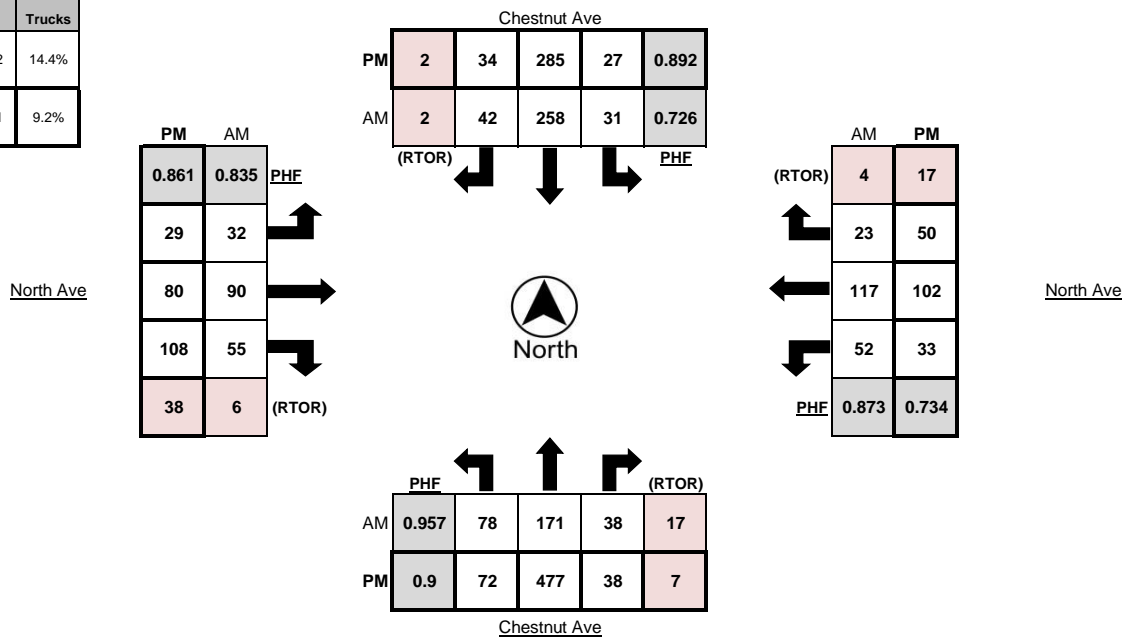 Trucks
14.4%
9.2%
Chestnut Ave
PM 2 34 285 27 0.892
AM 2 42 258 31 0.726
(RTOR) PHF
PM AM
0.861 0.835 PHF
29 32
80 90
108 55
38 6 (RTOR)
North Ave
North
AM PM
(RTOR) 4 17
23 50
117 102
52 33
PHF 0.873 0.734
North Ave
PHF (RTOR)
AM 0.957 78 171 38 17
PM 0.9 72 477 38 7
Chestnut Ave